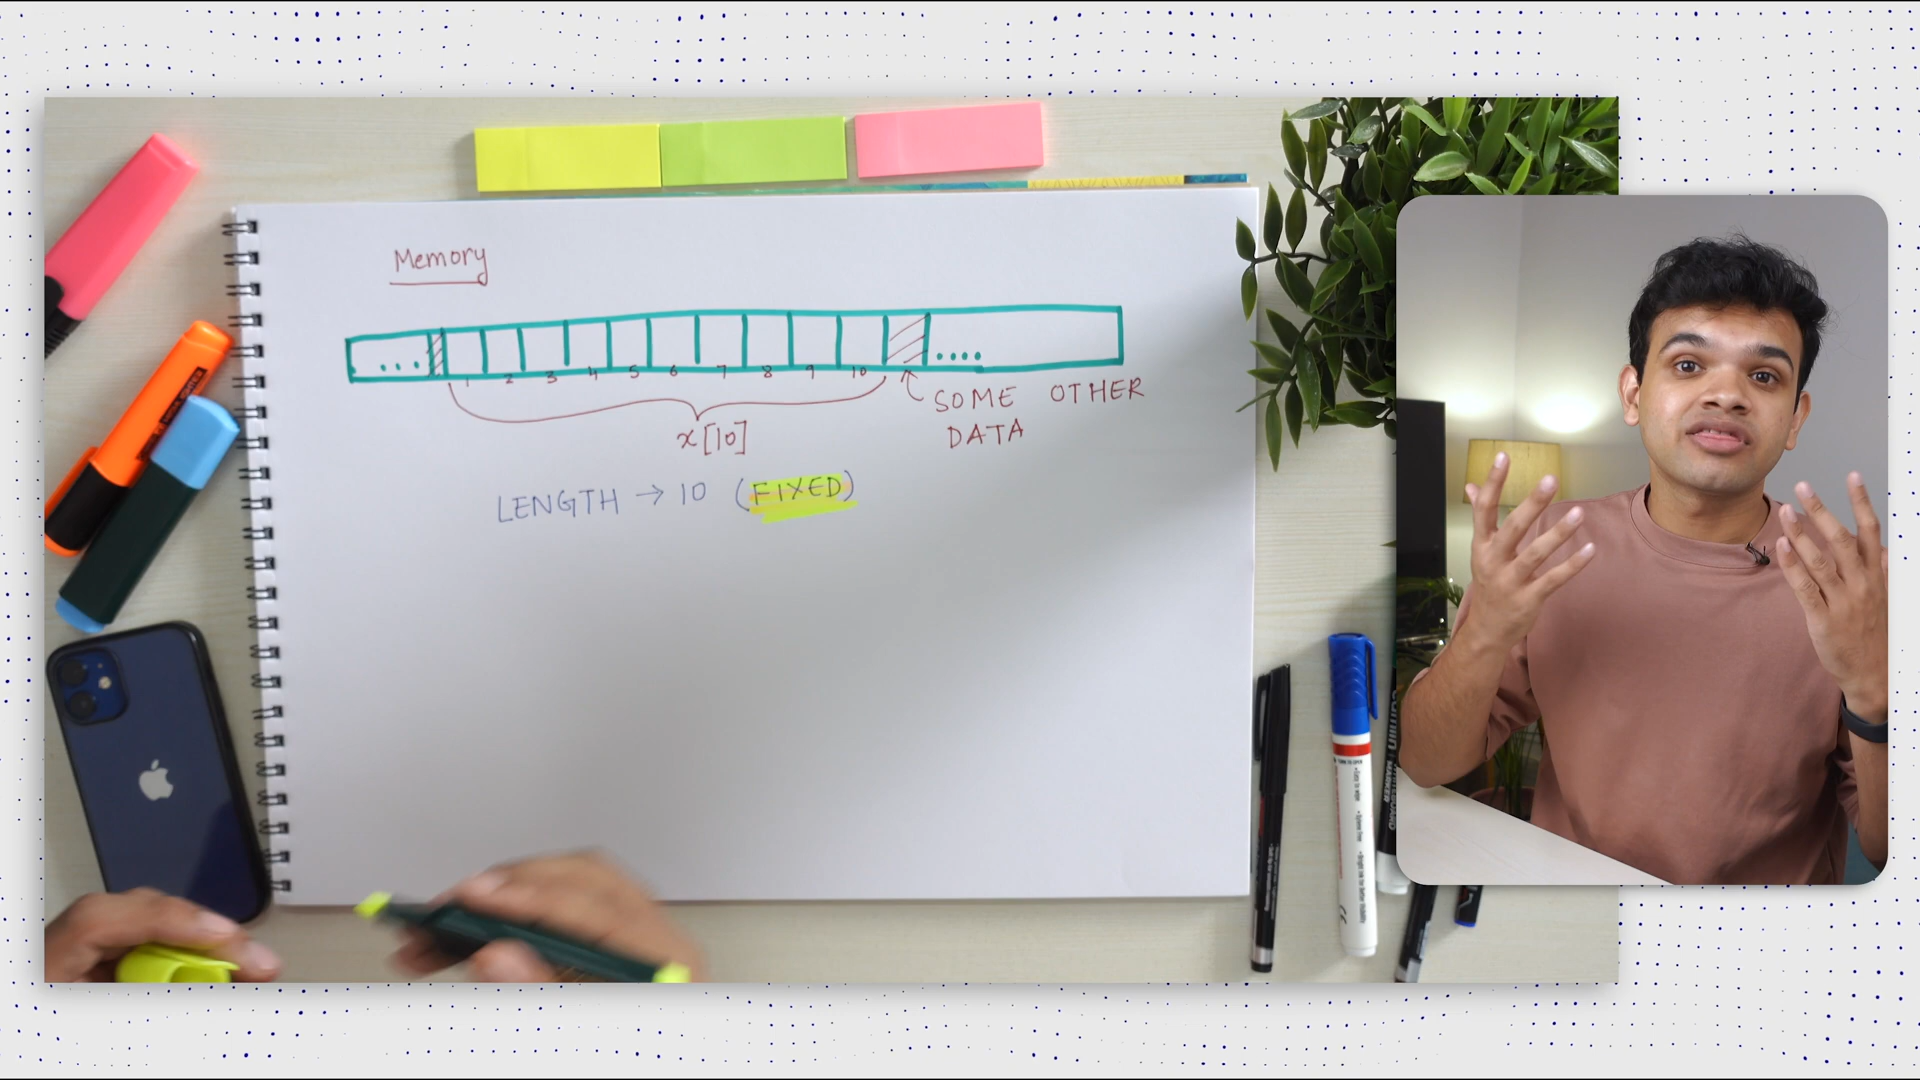 Memory
.... ....
1 2 3 4 5 6 7 8 9 10
x[10]
SOME OTHER
DATA
LENGTH → 10 (FIXED)